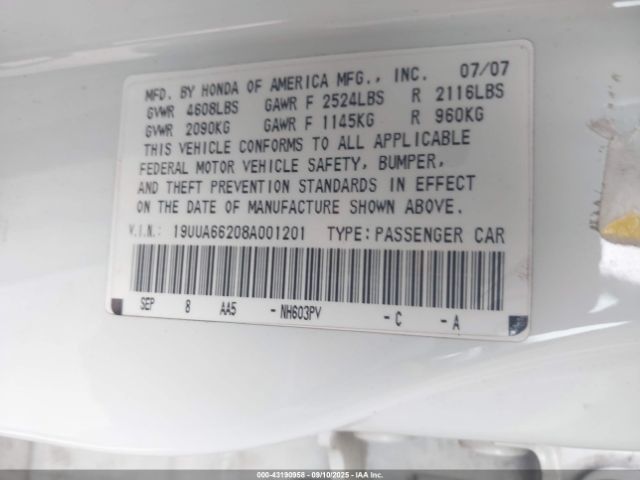 MFD. BY HONDA OF AMERICA MFG., INC. 07/07
GVWR 4608LBS GAWR F 2524LBS R 2116LBS
GVWR 2090KG GAWR F 1145KG R 960KG
THIS VEHICLE CONFORMS TO ALL APPLICABLE
FEDERAL MOTOR VEHICLE SAFETY, BUMPER,
AND THEFT PREVENTION STANDARDS IN EFFECT
ON THE DATE OF MANUFACTURE SHOWN ABOVE.
V.I.N.: 19UUA66208A001201 TYPE: PASSENGER CAR
SEP 8 AA5 -NH603PV -C -A
000-43190958 - 09/10/2025 - IAAI.COM